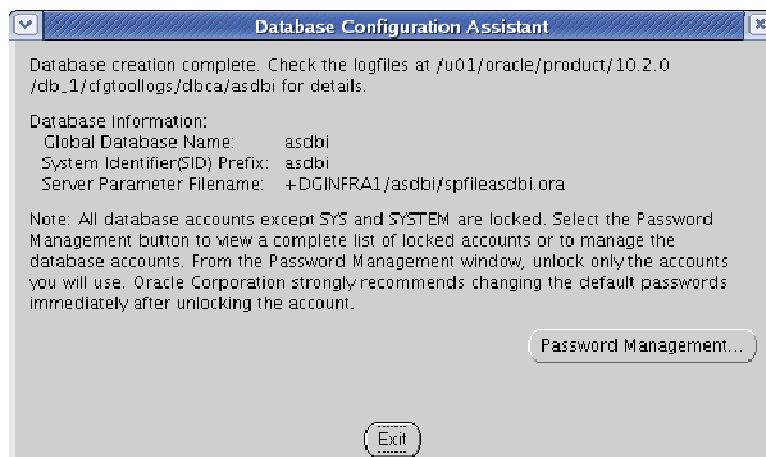 Database Configuration Assistant
Database creation complete. Check the logfiles at /u01/oracle/product/10.2.0
/db_1/cfgtoollogs/dbca/asdbi for details.
Database Information:
Global Database Name: asdbi
System Identifier(SID) Prefix: asdbi
Server Parameter Filename: +DGINFRA1/asdbi/spfileasdbi.ora
Note: All database accounts except SYS and SYSTEM are locked. Select the Password
Management button to view a complete list of locked accounts or to manage the
database accounts. From the Password Management window, unlock only the accounts
you will use. Oracle Corporation strongly recommends changing the default passwords
immediately after unlocking the account.
Password Management...
Exit